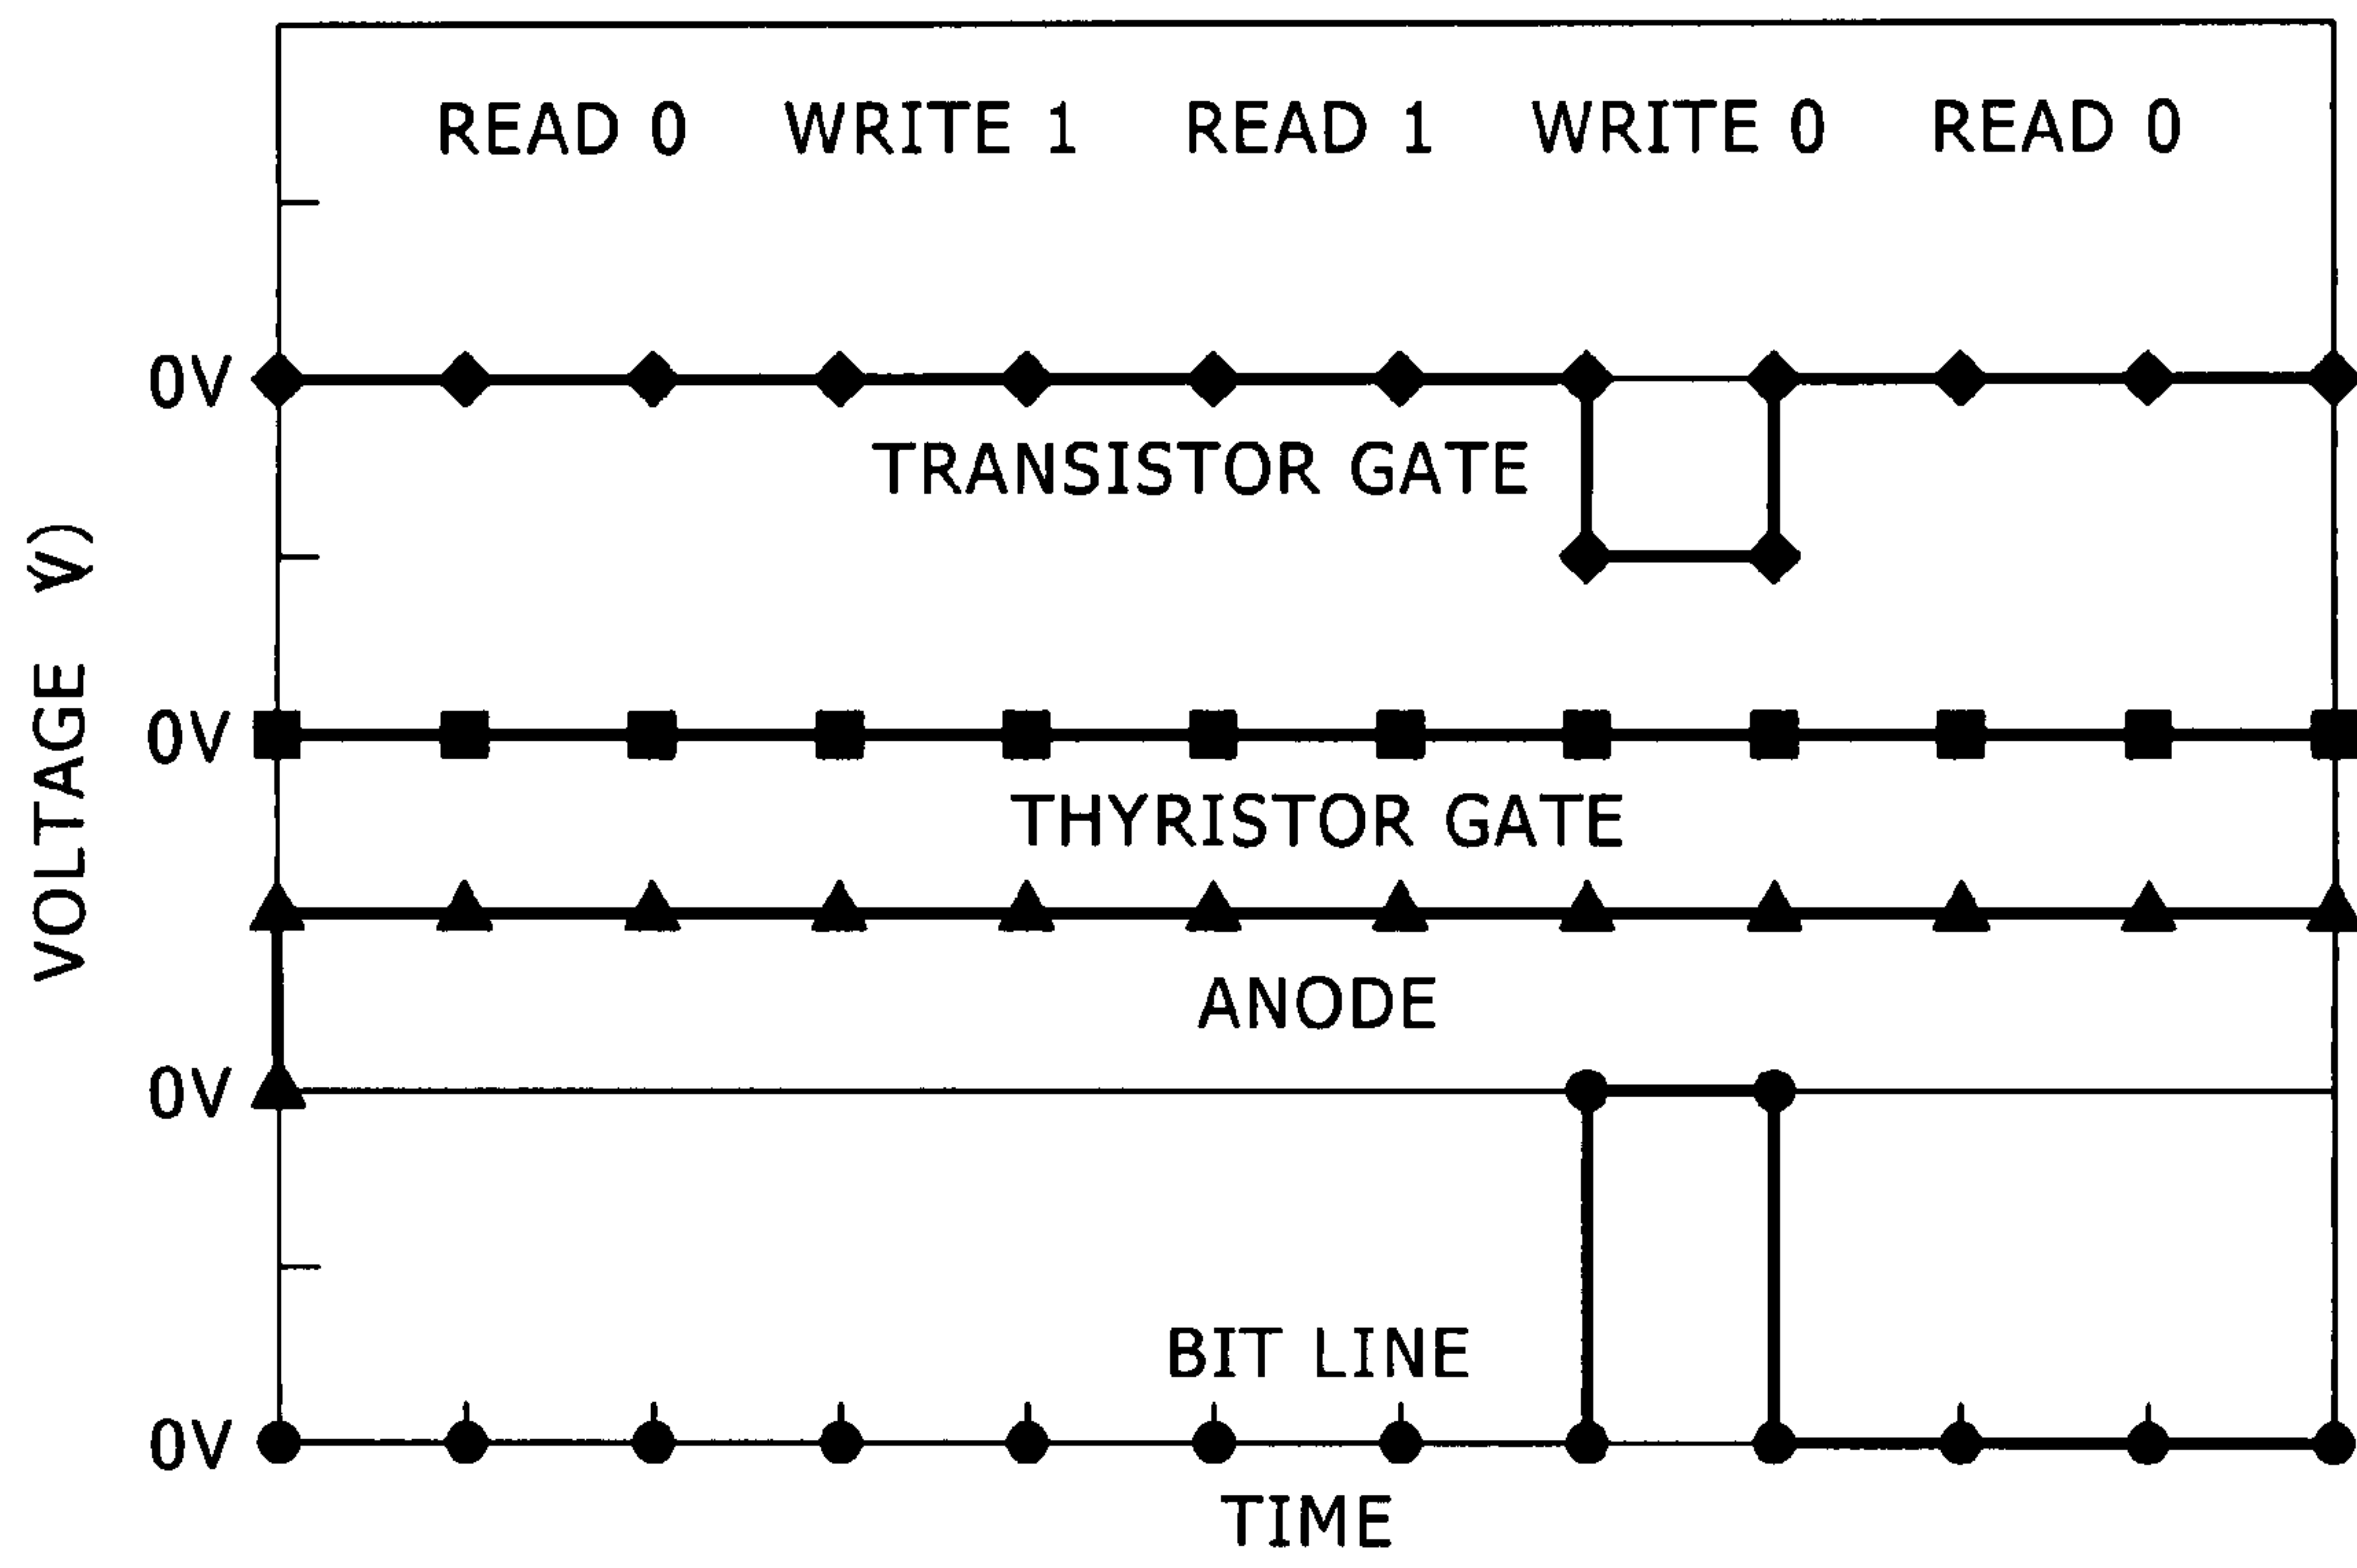 READ 0 WRITE 1 READ 1 WRITE 0 READ 0
0V
TRANSISTOR GATE
VOLTAGE V)
0V
THYRISTOR GATE
ANODE
0V
BIT LINE
0V
TIME